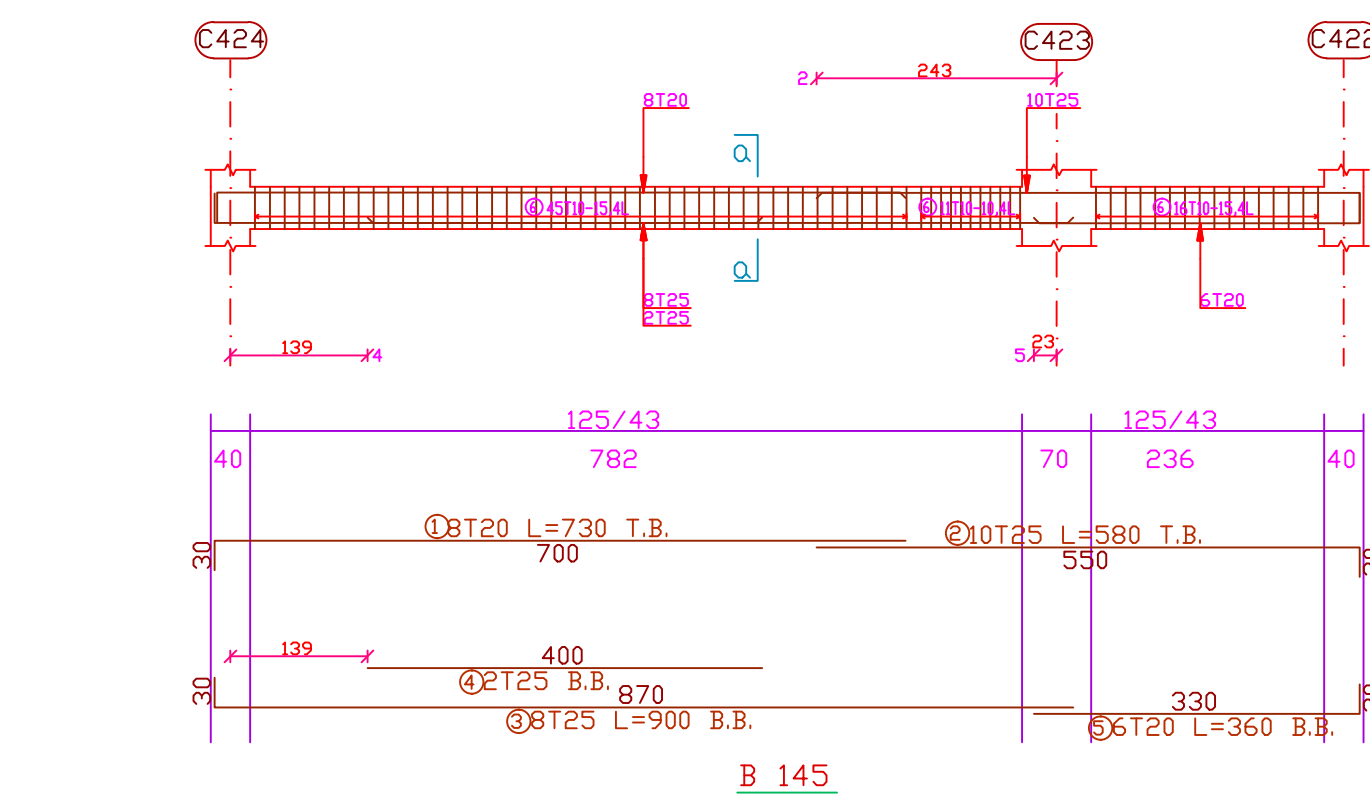 C424
C423
C422
2
243
8T20
10T25
a
⑥45T10-15,4L
⑥11T10-10,4L
⑥16T10-15,4L
a
8T25
2T25
6T20
139
4
5
23
125/43
125/43
40
782
70
236
40
①8T20 L=730 T.B.
②10T25 L=580 T.B.
30
700
550
139
400
④2T25 B.B.
30
870
330
③8T25 L=900 B.B.
⑤6T20 L=360 B.B.
B 145